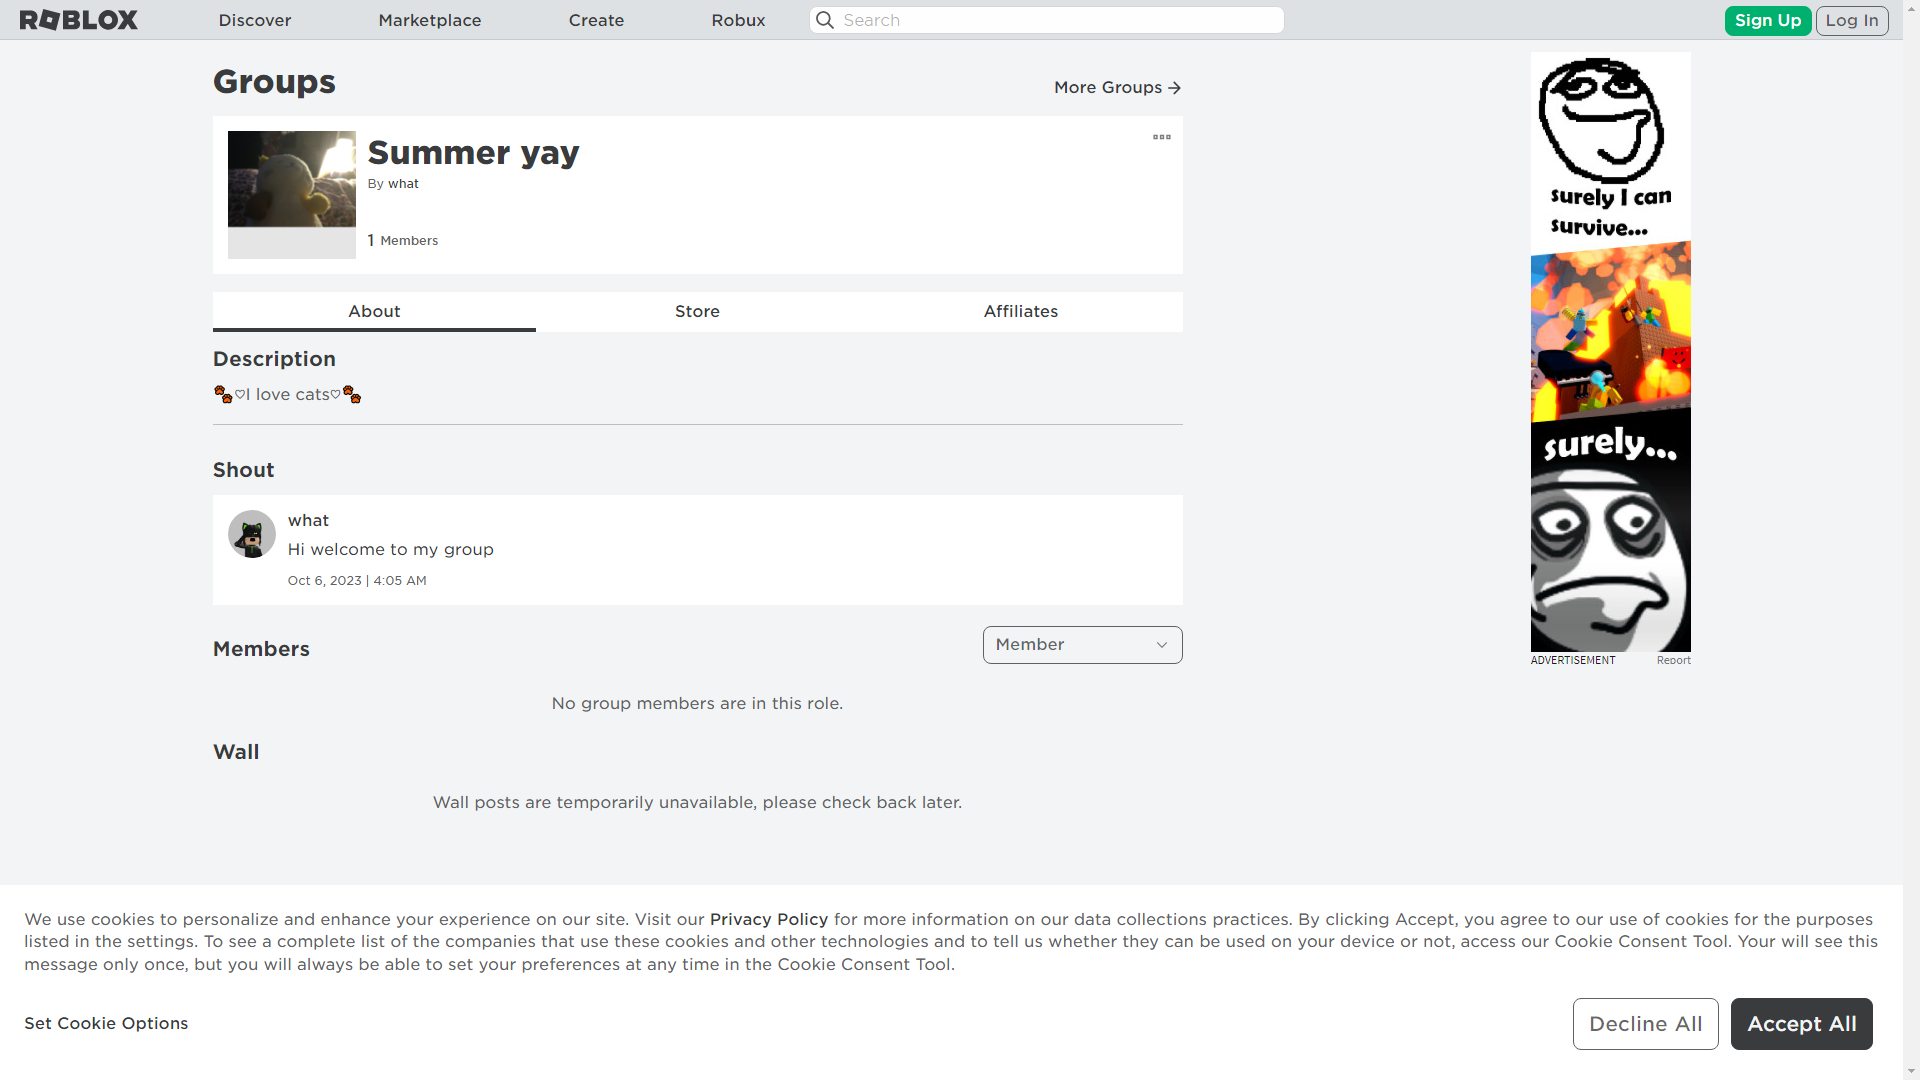 ROBLOX
Discover
Marketplace
Create
Robux
Search
Sign Up
Log In
Groups
More Groups →
Summer yay
By what
1 Members
About
Store
Affiliates
Description
🐾♡I love cats♡🐾
Shout
what
Hi welcome to my group
Oct 6, 2023 | 4:05 AM
Members
Member
No group members are in this role.
Wall
Wall posts are temporarily unavailable, please check back later.
surely I can
survive...
surely...
ADVERTISEMENT
Report
We use cookies to personalize and enhance your experience on our site. Visit our Privacy Policy for more information on our data collections practices. By clicking Accept, you agree to our use of cookies for the purposes
listed in the settings. To see a complete list of the companies that use these cookies and other technologies and to tell us whether they can be used on your device or not, access our Cookie Consent Tool. Your will see this
message only once, but you will always be able to set your preferences at any time in the Cookie Consent Tool.
Set Cookie Options
Decline All
Accept All